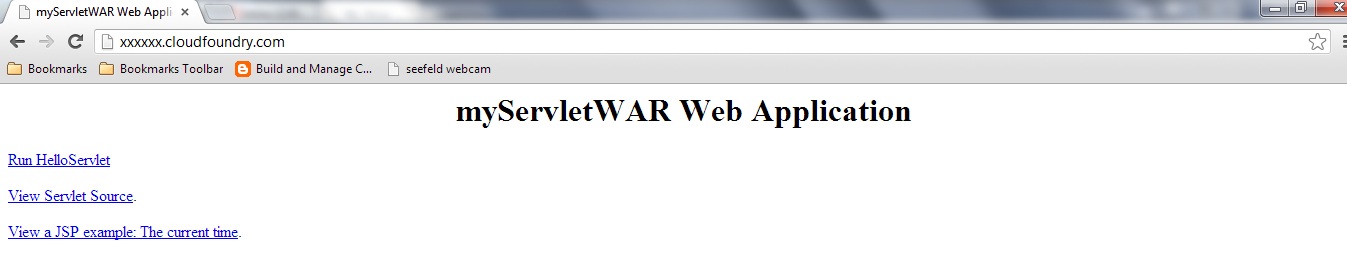 myServletWAR Web Appli
xxxxxx.cloudfoundry.com
Bookmarks Bookmarks Toolbar Build and Manage C... seefeld webcam
myServletWAR Web Application
Run HelloServlet
View Servlet Source.
View a JSP example: The current time.